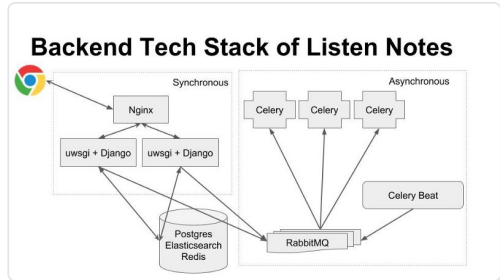 Backend Tech Stack of Listen Notes
Synchronous
Asynchronous
Nginx
Celery
Celery
Celery
uwsgi + Django
uwsgi + Django
Celery Beat
Postgres
Elasticsearch
Redis
RabbitMQ